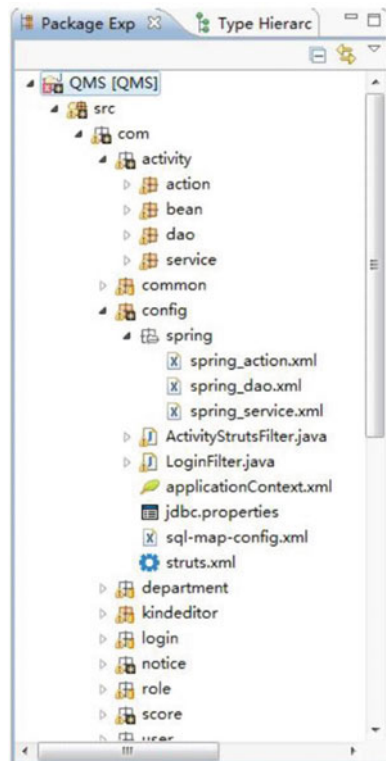 Package Exp Type Hierarc
QMS [QMS]
src
com
activity
action
bean
dao
service
common
config
spring
spring_action.xml
spring_dao.xml
spring_service.xml
ActivityStrutsFilter.java
LoginFilter.java
applicationContext.xml
jdbc.properties
sql-map-config.xml
struts.xml
department
kindeditor
login
notice
role
score
user